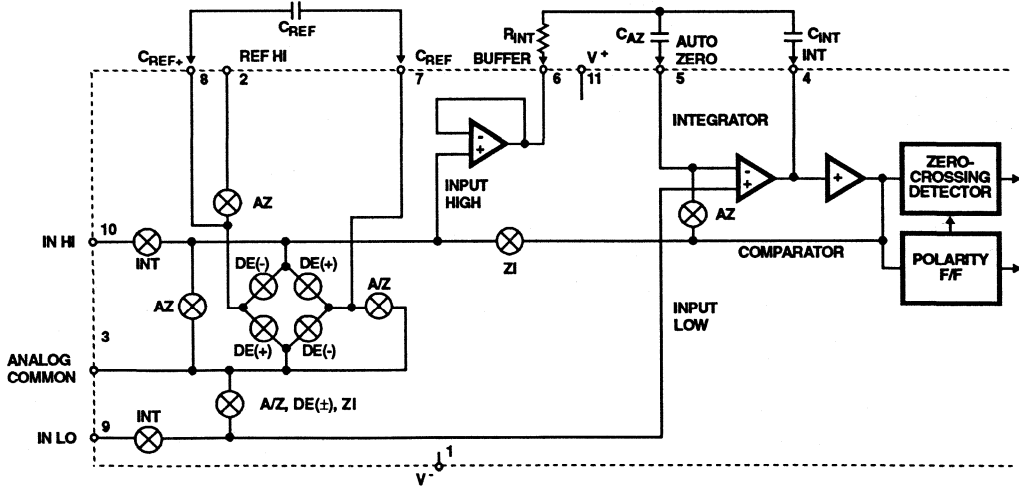 CREF
RINT
CAZ
CINT
CREF+
REF HI
CREF
BUFFER
V+
AUTO
ZERO
INT
8
2
7
6
11
5
4
INTEGRATOR
-
+
-
+
+
ZERO-
CROSSING
DETECTOR
INPUT
HIGH
AZ
AZ
10
IN HI
INT
ZI
COMPARATOR
POLARITY
F/F
DE(-)
DE(+)
A/Z
AZ
INPUT
LOW
3
DE(+)
DE(-)
ANALOG
COMMON
A/Z, DE(±), ZI
INT
9
IN LO
1
V-